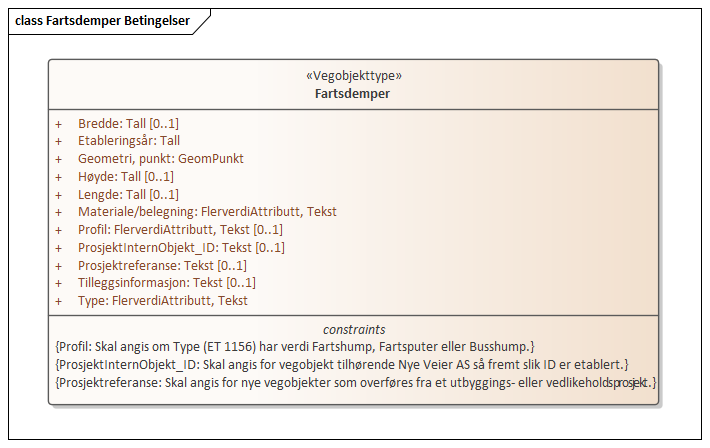 class Fartsdemper Betingelser
«Vegobjekttype»
Fartsdemper
+ Bredde: Tall [0..1]
+ Etableringsår: Tall
+ Geometri, punkt: GeomPunkt
+ Høyde: Tall [0..1]
+ Lengde: Tall [0..1]
+ Materiale/belegning: FlerverdiAttributt, Tekst
+ Profil: FlerverdiAttributt, Tekst [0..1]
+ ProsjektInternObjekt_ID: Tekst [0..1]
+ Prosjektreferanse: Tekst [0..1]
+ Tilleggsinformasjon: Tekst [0..1]
+ Type: FlerverdiAttributt, Tekst
constraints
{Profil: Skal angis om Type (ET 1156) har verdi Fartshump, Fartsputer eller Busshump.}
{ProsjektInternObjekt_ID: Skal angis for vegobjekt tilhørende Nye Veier AS så fremt slik ID er etablert.}
{Prosjektreferanse: Skal angis for nye vegobjekter som overføres fra et utbyggings- eller